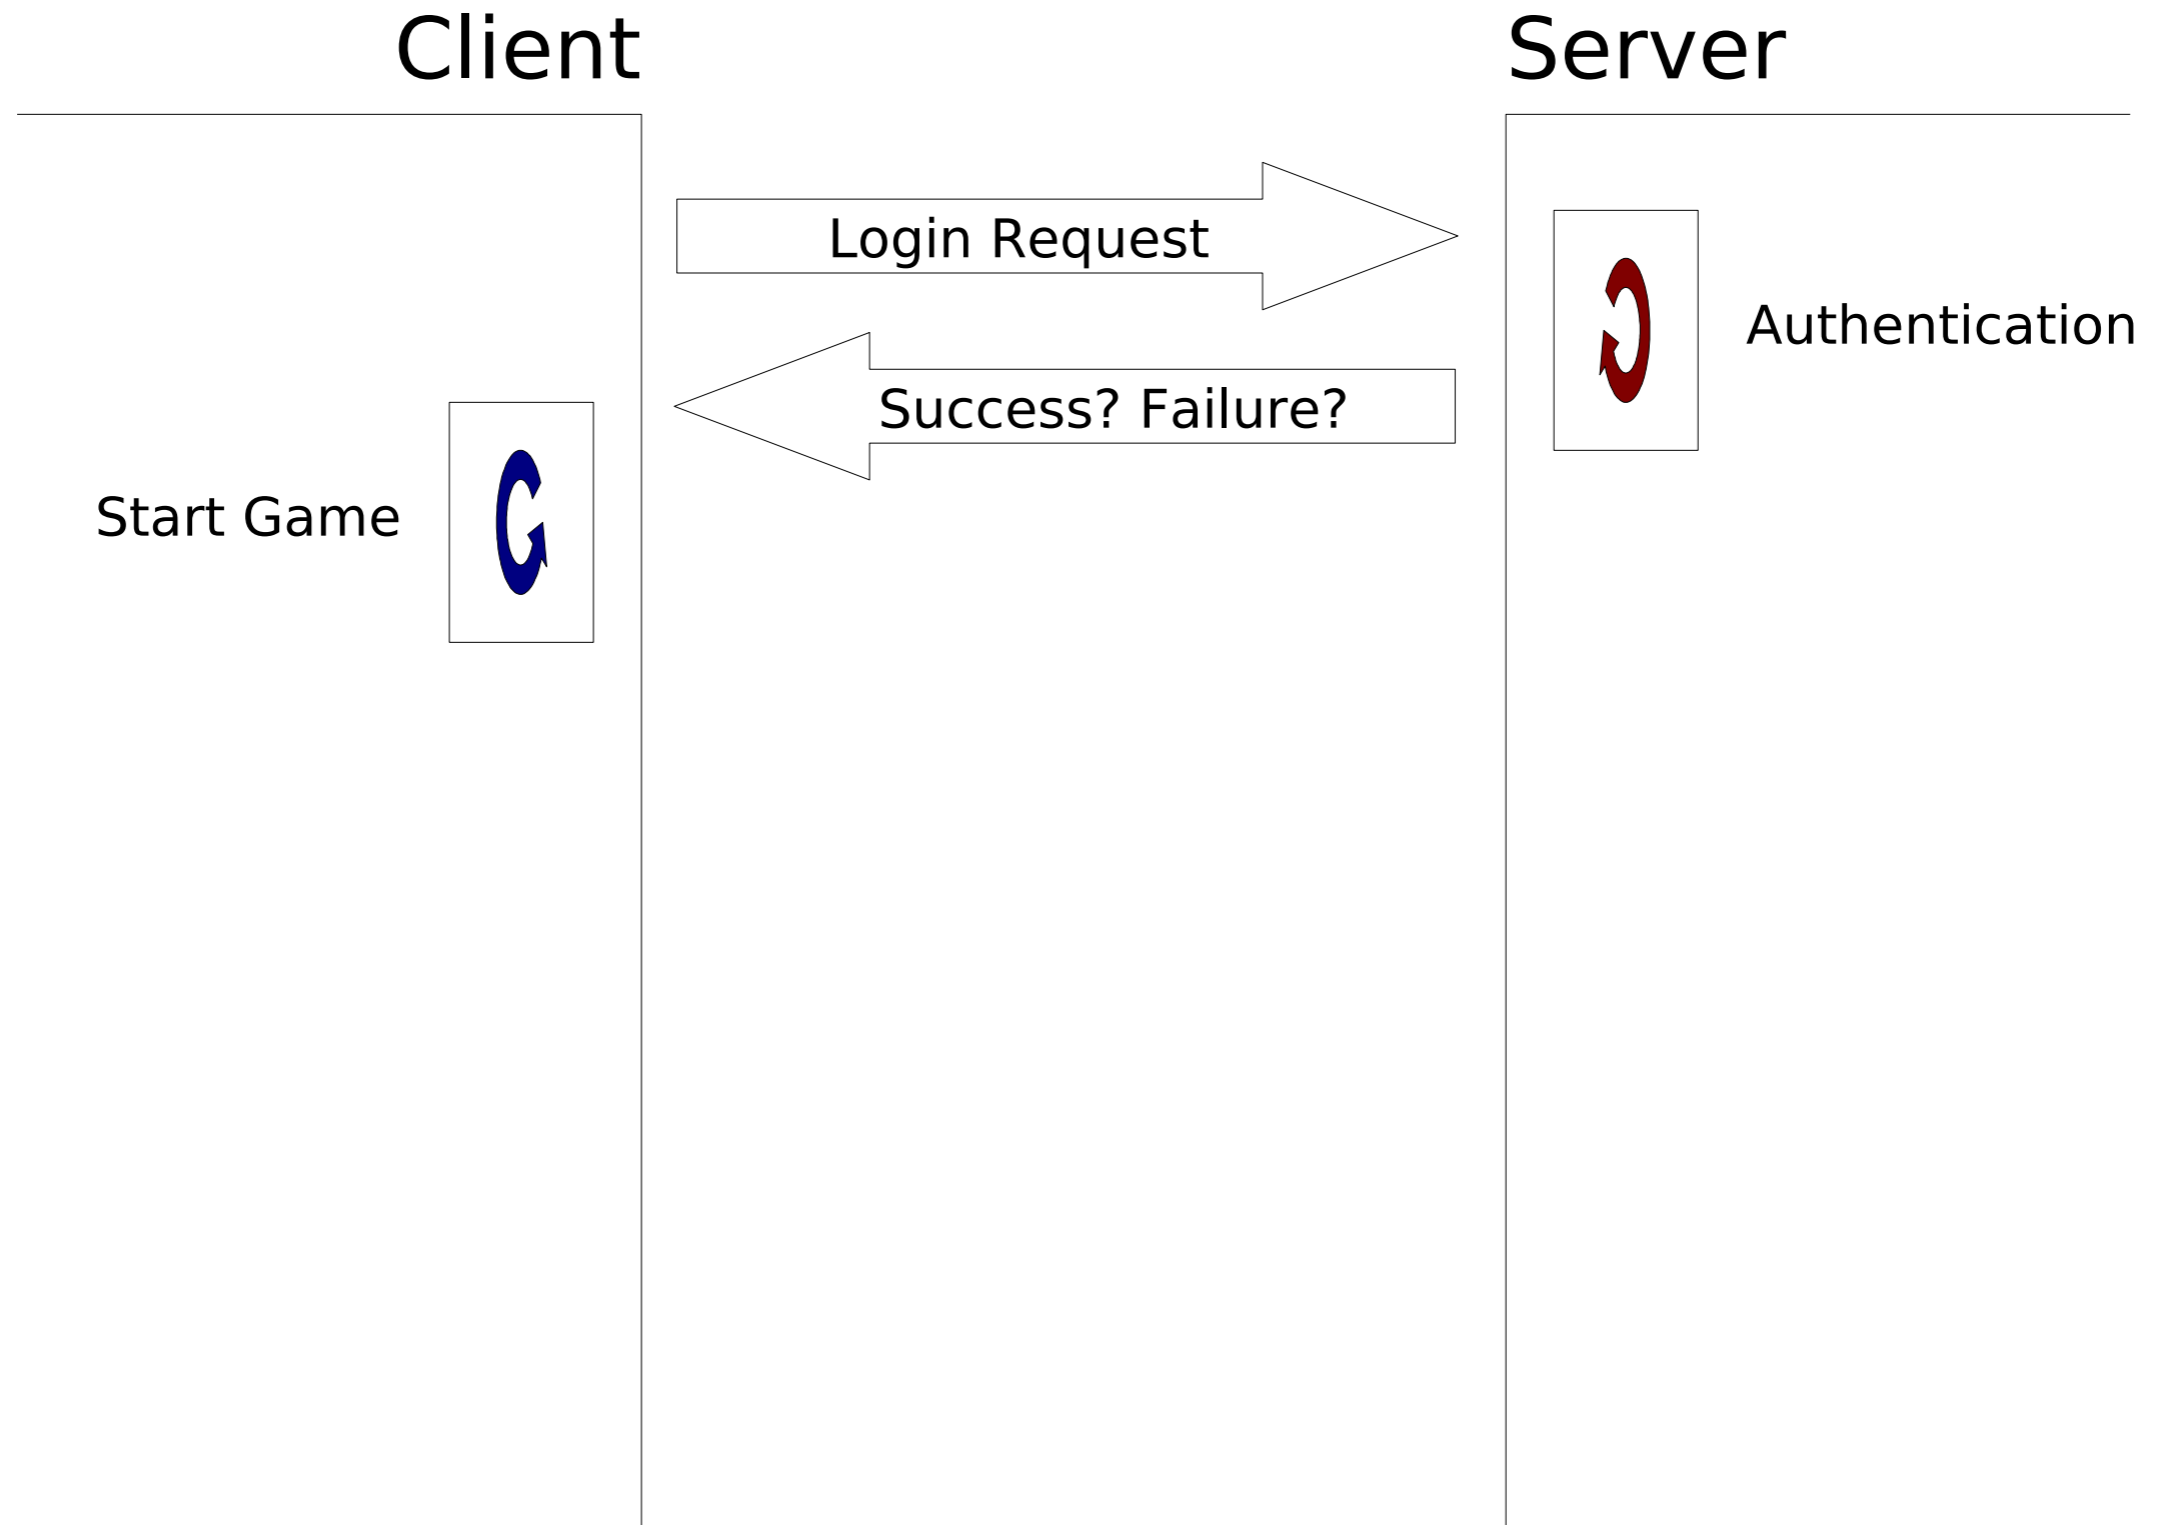 Client
Server
Login Request
Authentication
Success? Failure?
Start Game